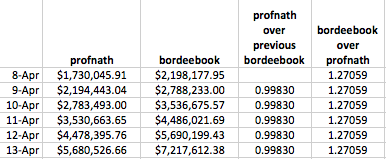 profnath bordeebook profnath over previous bordeebook bordeebook over profnath
8-Apr $1,730,045.91 $2,198,177.95 1.27059
9-Apr $2,194,443.04 $2,788,233.00 0.99830 1.27059
10-Apr $2,783,493.00 $3,536,675.57 0.99830 1.27059
11-Apr $3,530,663.65 $4,486,021.69 0.99830 1.27059
12-Apr $4,478,395.76 $5,690,199.43 0.99830 1.27059
13-Apr $5,680,526.66 $7,217,612.38 0.99830 1.27059